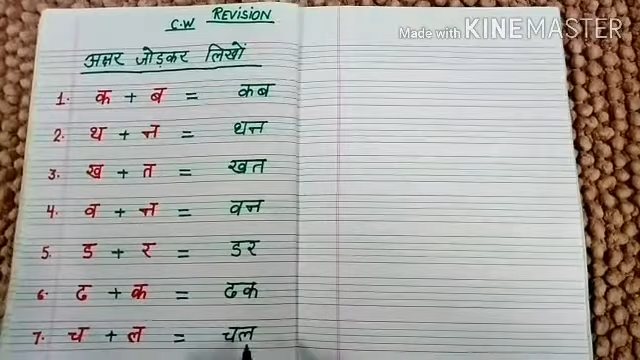 C.W REVISION
Made with KINEMASTER
अक्षर जोड़कर लिखों
1. क + ब = कब
2. थ + न = थन
3. ख + त = खत
4. व + न = वन
5. ड + र = डर
6. ढ + क = ढक
7. च + ल = चल